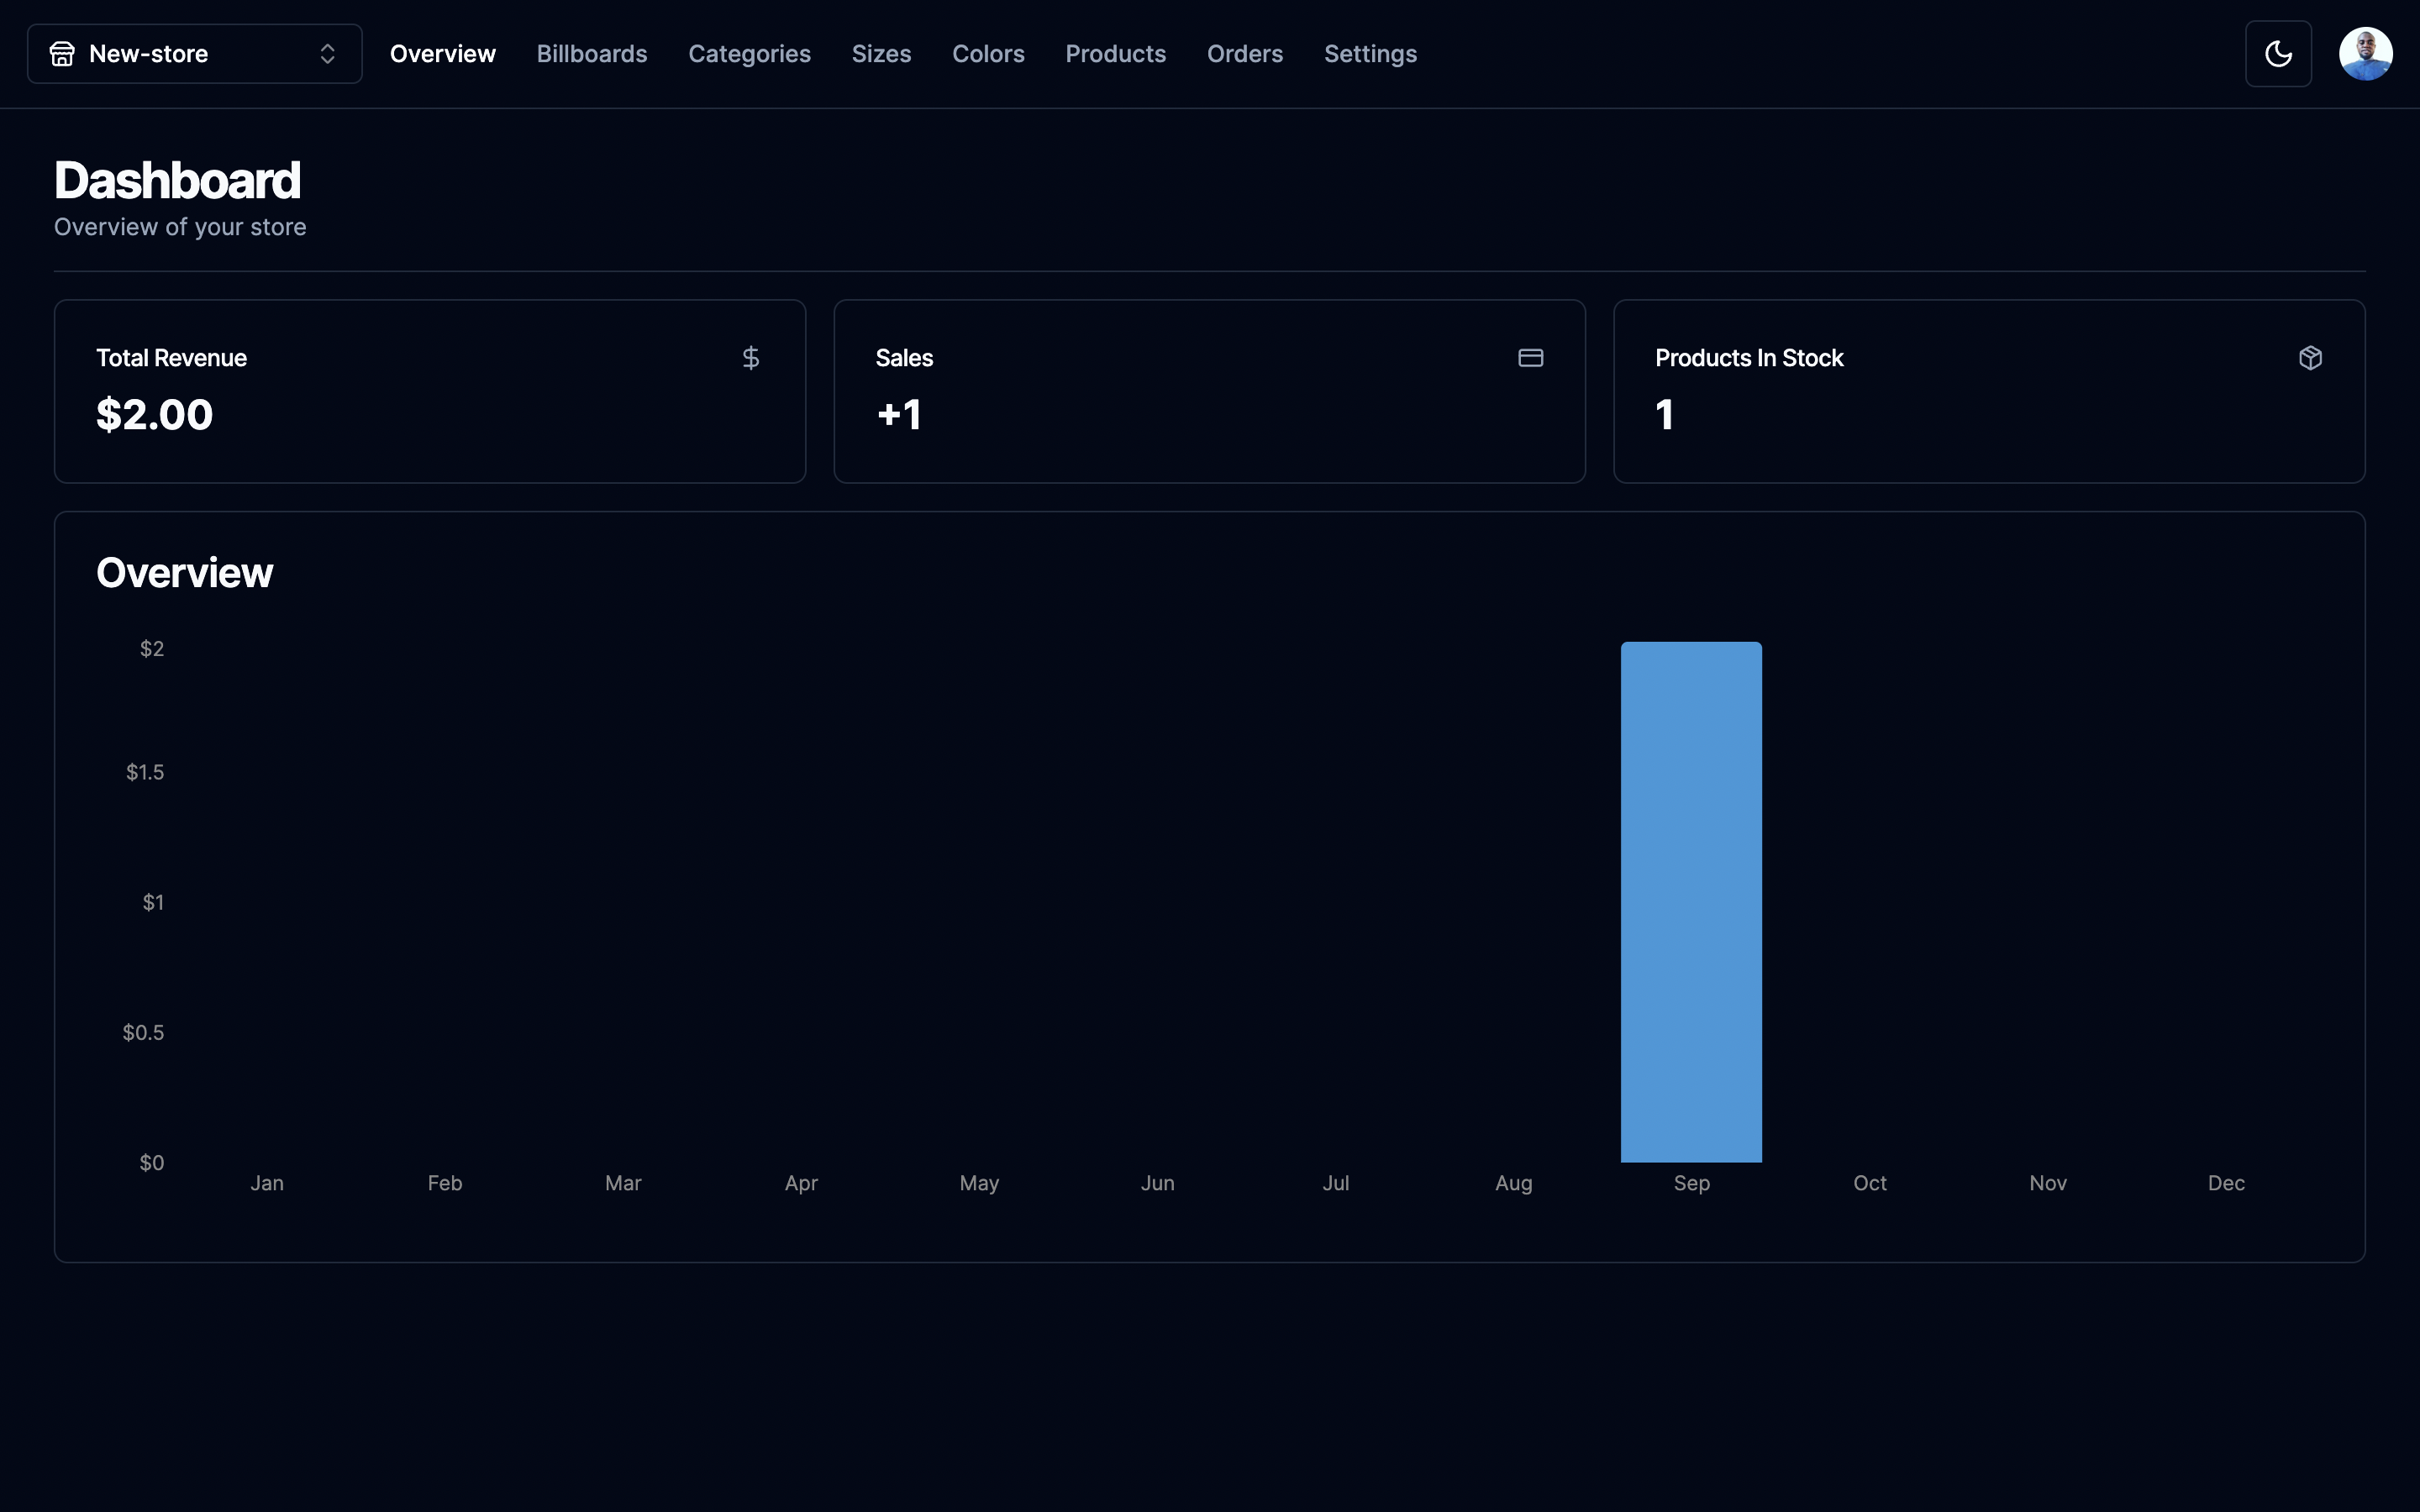 New-store
Overview Billboards Categories Sizes Colors Products Orders Settings
Dashboard
Overview of your store
Total Revenue
$2.00
Sales
+1
Products In Stock
1
Overview
$2
$1.5
$1
$0.5
$0
Jan Feb Mar Apr May Jun Jul Aug Sep Oct Nov Dec